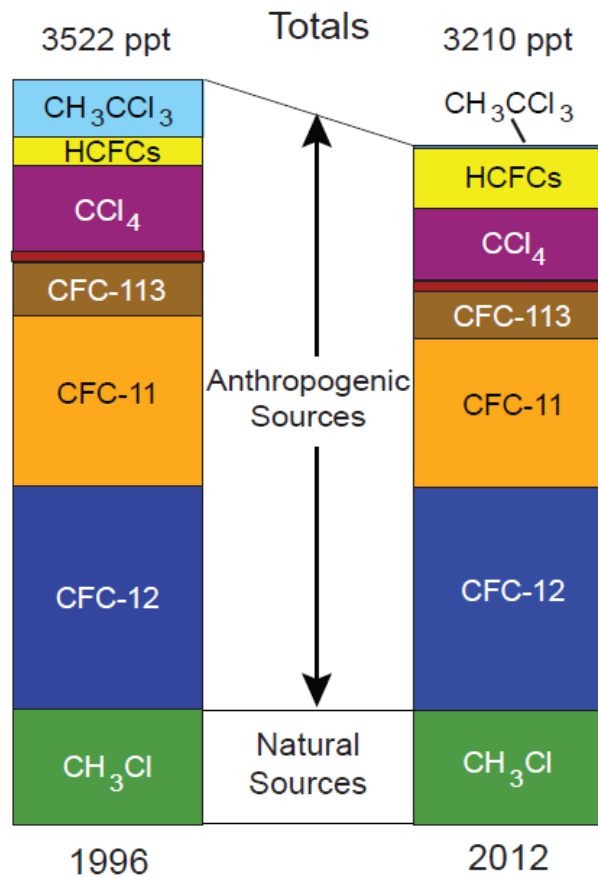 Totals
3522 ppt
3210 ppt
CH₃CCl₃
HCFCs
CCl₄
CFC-113
CFC-11
CFC-12
CH₃Cl
1996
Anthropogenic
Sources
Natural
Sources
CH₃CCl₃
HCFCs
CCl₄
CFC-113
CFC-11
CFC-12
CH₃Cl
2012